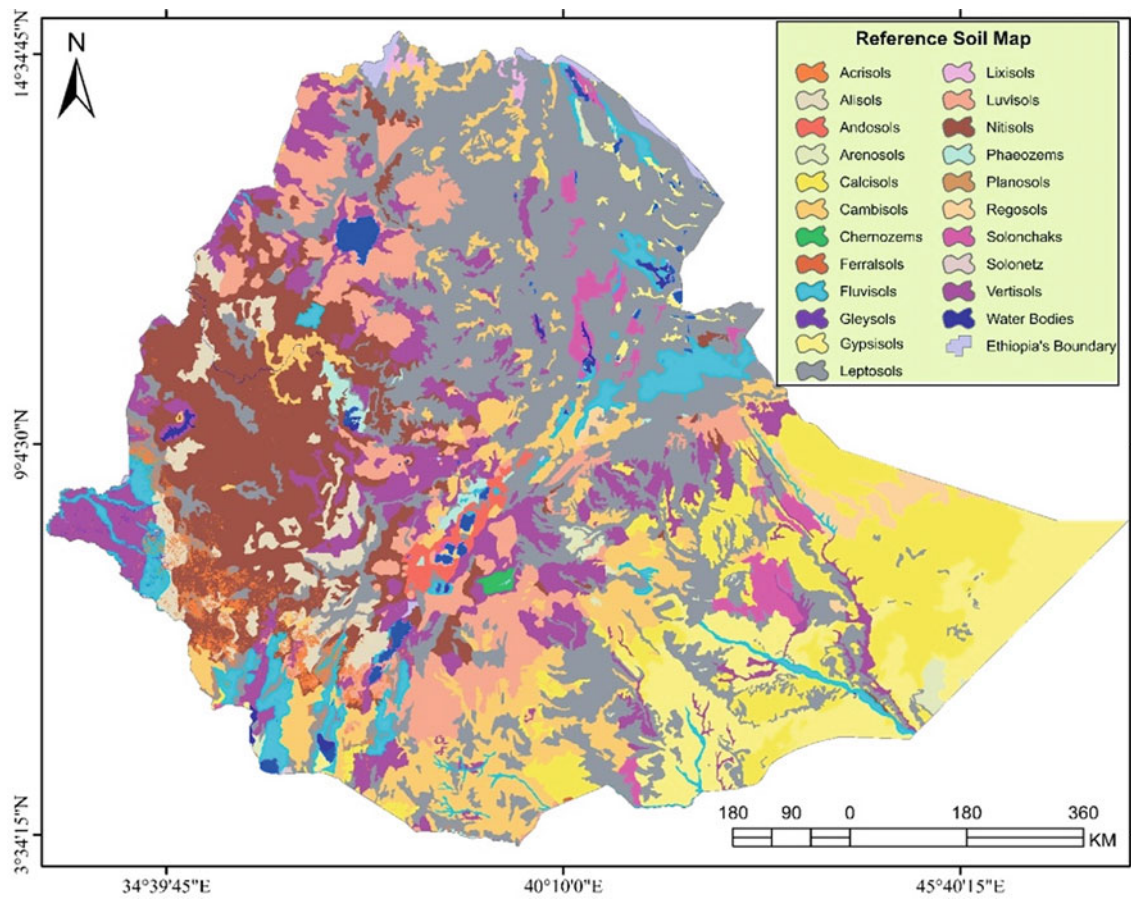 N
14°34'45"N
9°4'30"N
3°34'15"N
34°39'45"E
40°10'0"E
45°40'15"E
Reference Soil Map
Acrisols
Alisols
Andosols
Arenosols
Calcisols
Cambisols
Chernozems
Ferralsols
Fluvisols
Gleysols
Gypsisols
Leptosols
Lixisols
Luvisols
Nitisols
Phaeozems
Planosols
Regosols
Solonchaks
Solonetz
Vertisols
Water Bodies
Ethiopia's Boundary
180 90 0 180 360
KM